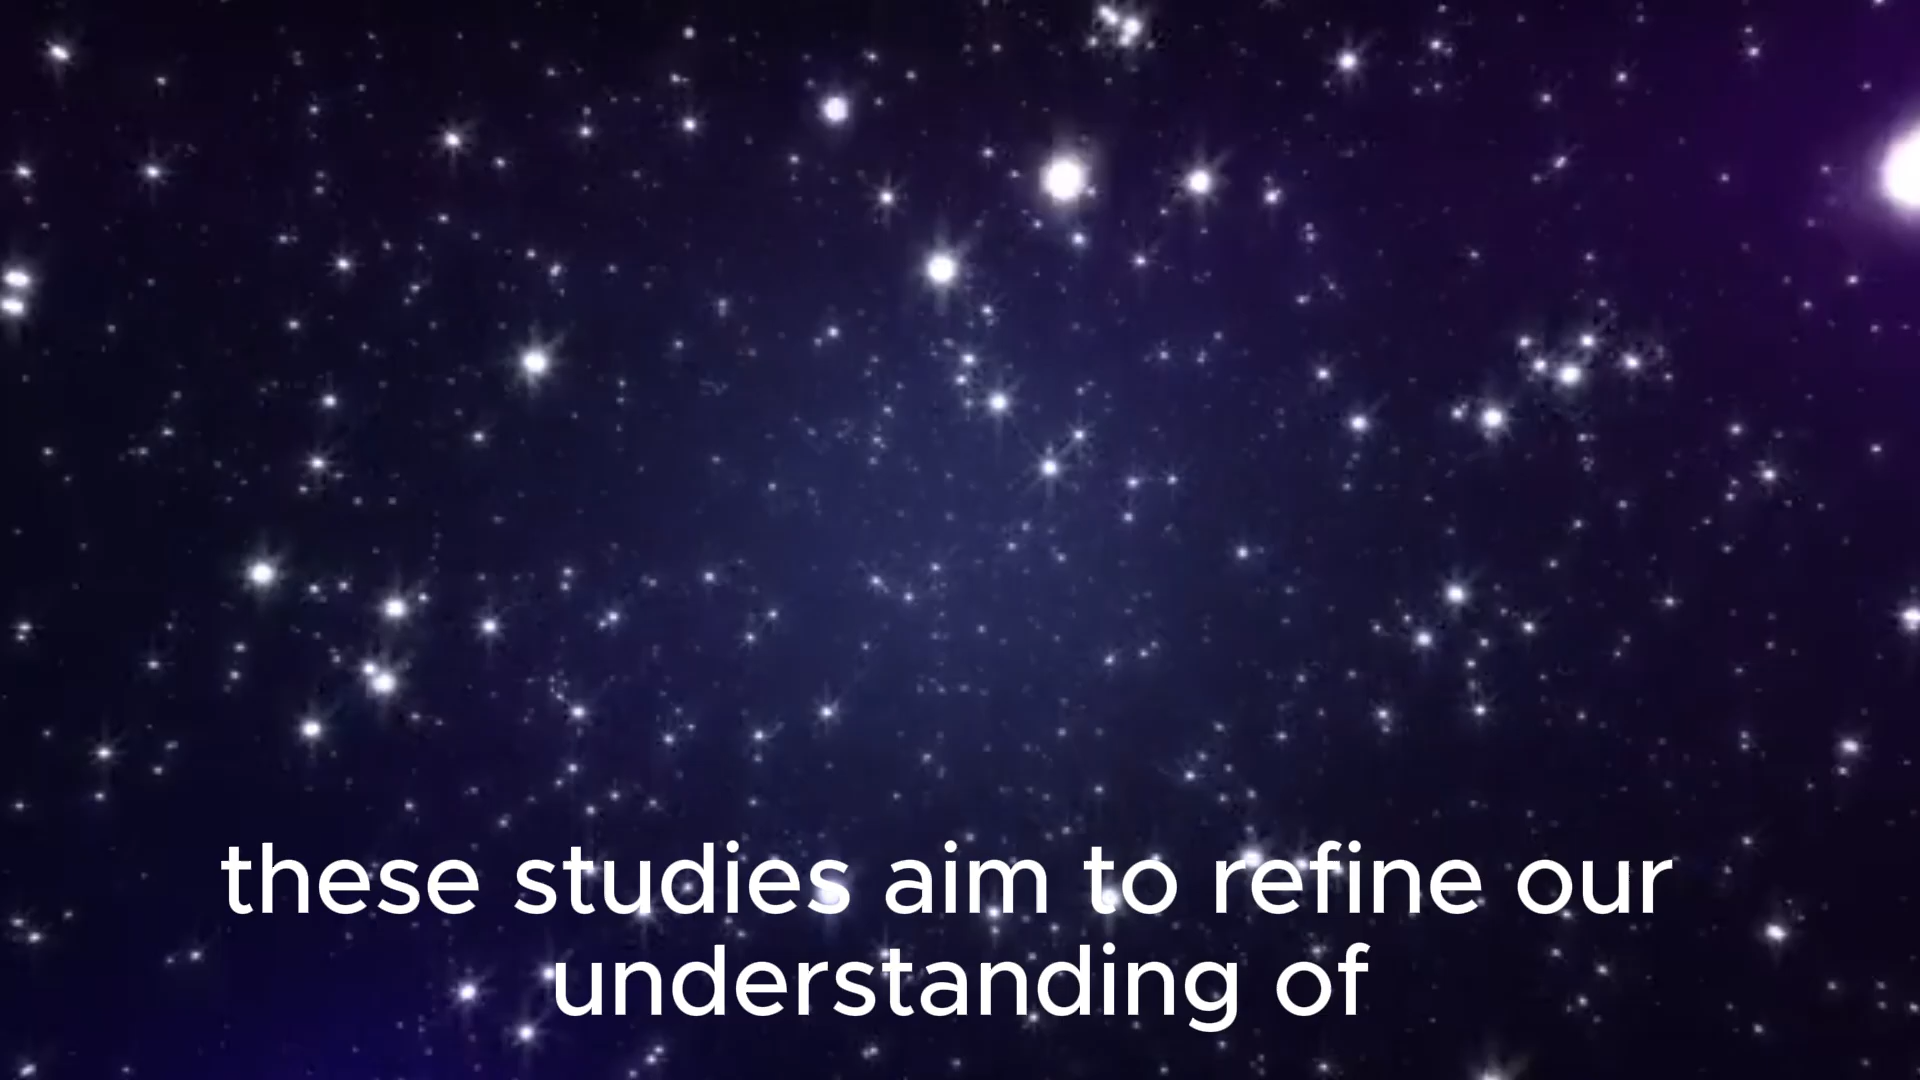 these studies aim to refine our
understanding of